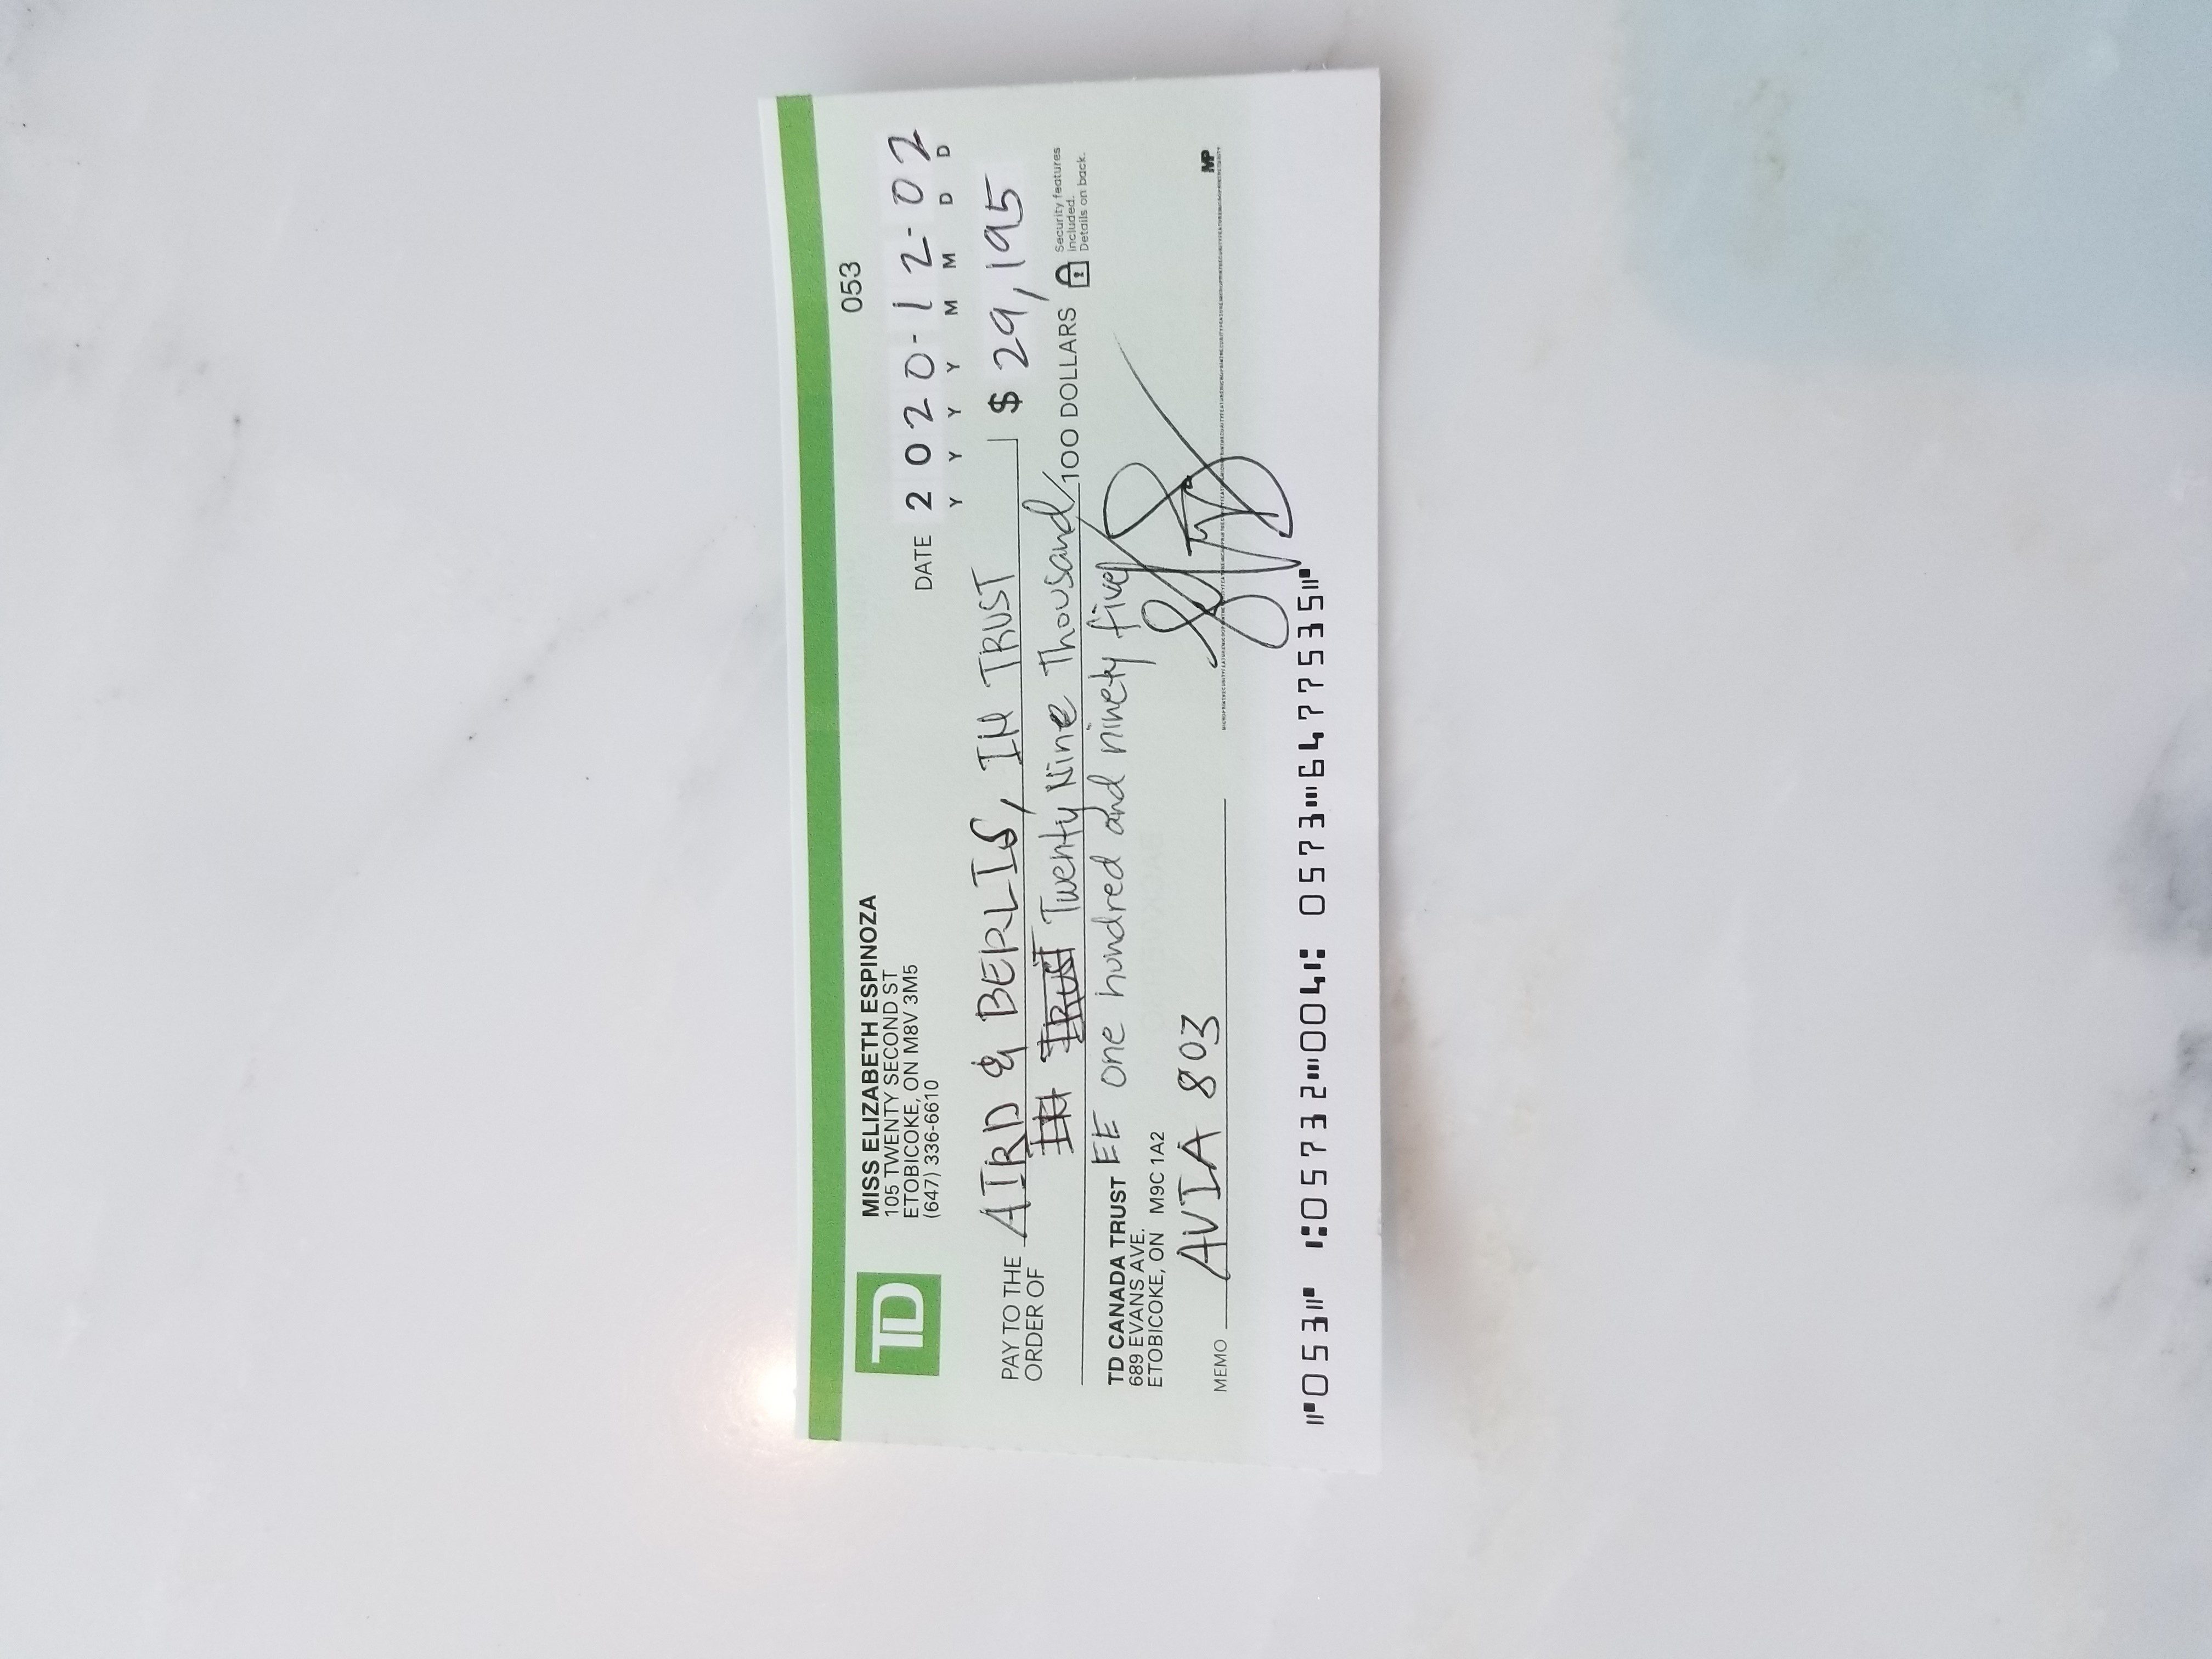 053
TD
MISS ELIZABETH ESPINOZA
105 TWENTY SECOND ST
ETOBICOKE, ON M8V 3M5
(647) 336-6610
DATE 2020-12-02
Y Y Y Y M M D D
PAY TO THE ORDER OF AIRD & BERLIS, IN TRUST $ 29,195
IN TRUST Twenty Nine Thousand/100 DOLLARS
Security features included. Details on back.
EE one hundred and ninety five
TD CANADA TRUST
689 EVANS AVE.
ETOBICOKE, ON M9C 1A2
MEMO AVIA 803
MP
⑈053⑈ ⑆05732⑉004⑆ 0573⑉6477535⑈